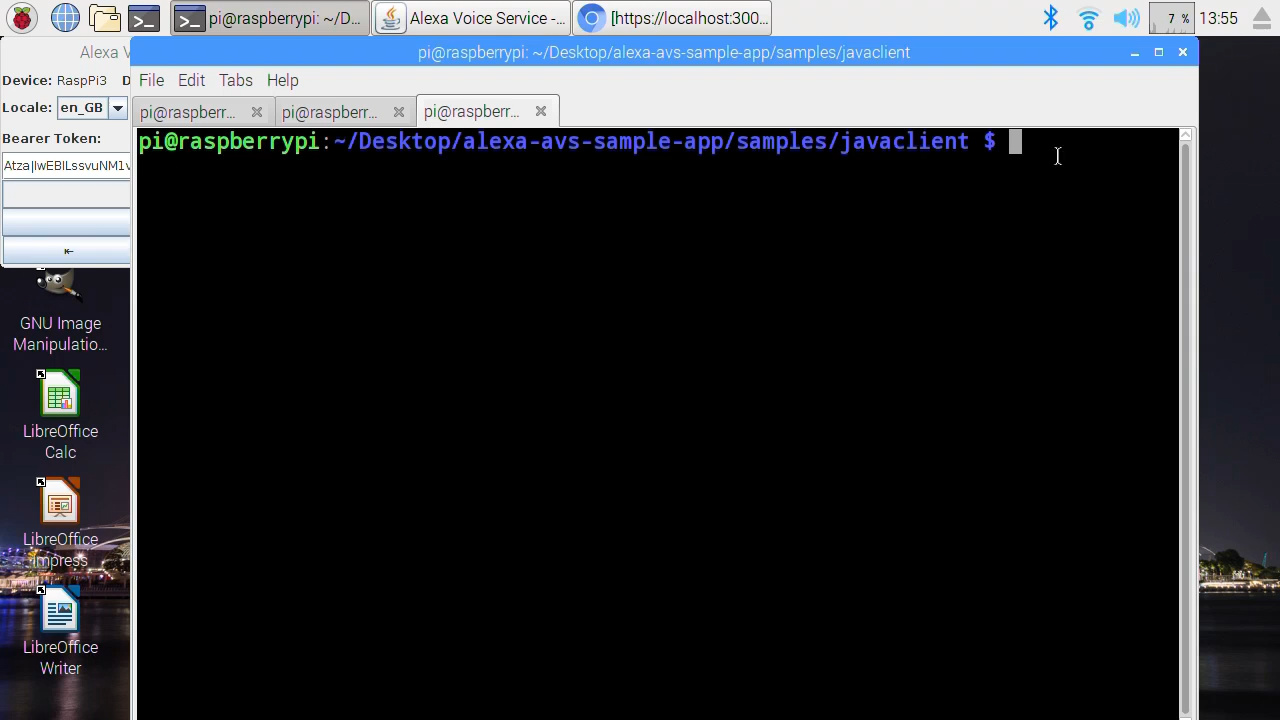 pi@raspberrypi: ~/D...
Alexa Voice Service -...
[https://localhost:300...
7 %
13:55
Alexa V
pi@raspberrypi: ~/Desktop/alexa-avs-sample-app/samples/javaclient
Device: RaspPi3 D
File Edit Tabs Help
Locale: en_GB
pi@raspberr... pi@raspberr... pi@raspberr...
Bearer Token:
pi@raspberrypi:~/Desktop/alexa-avs-sample-app/samples/javaclient $
GNU Image
Manipulatio...
LibreOffice
Calc
LibreOffice
Impress
LibreOffice
Writer